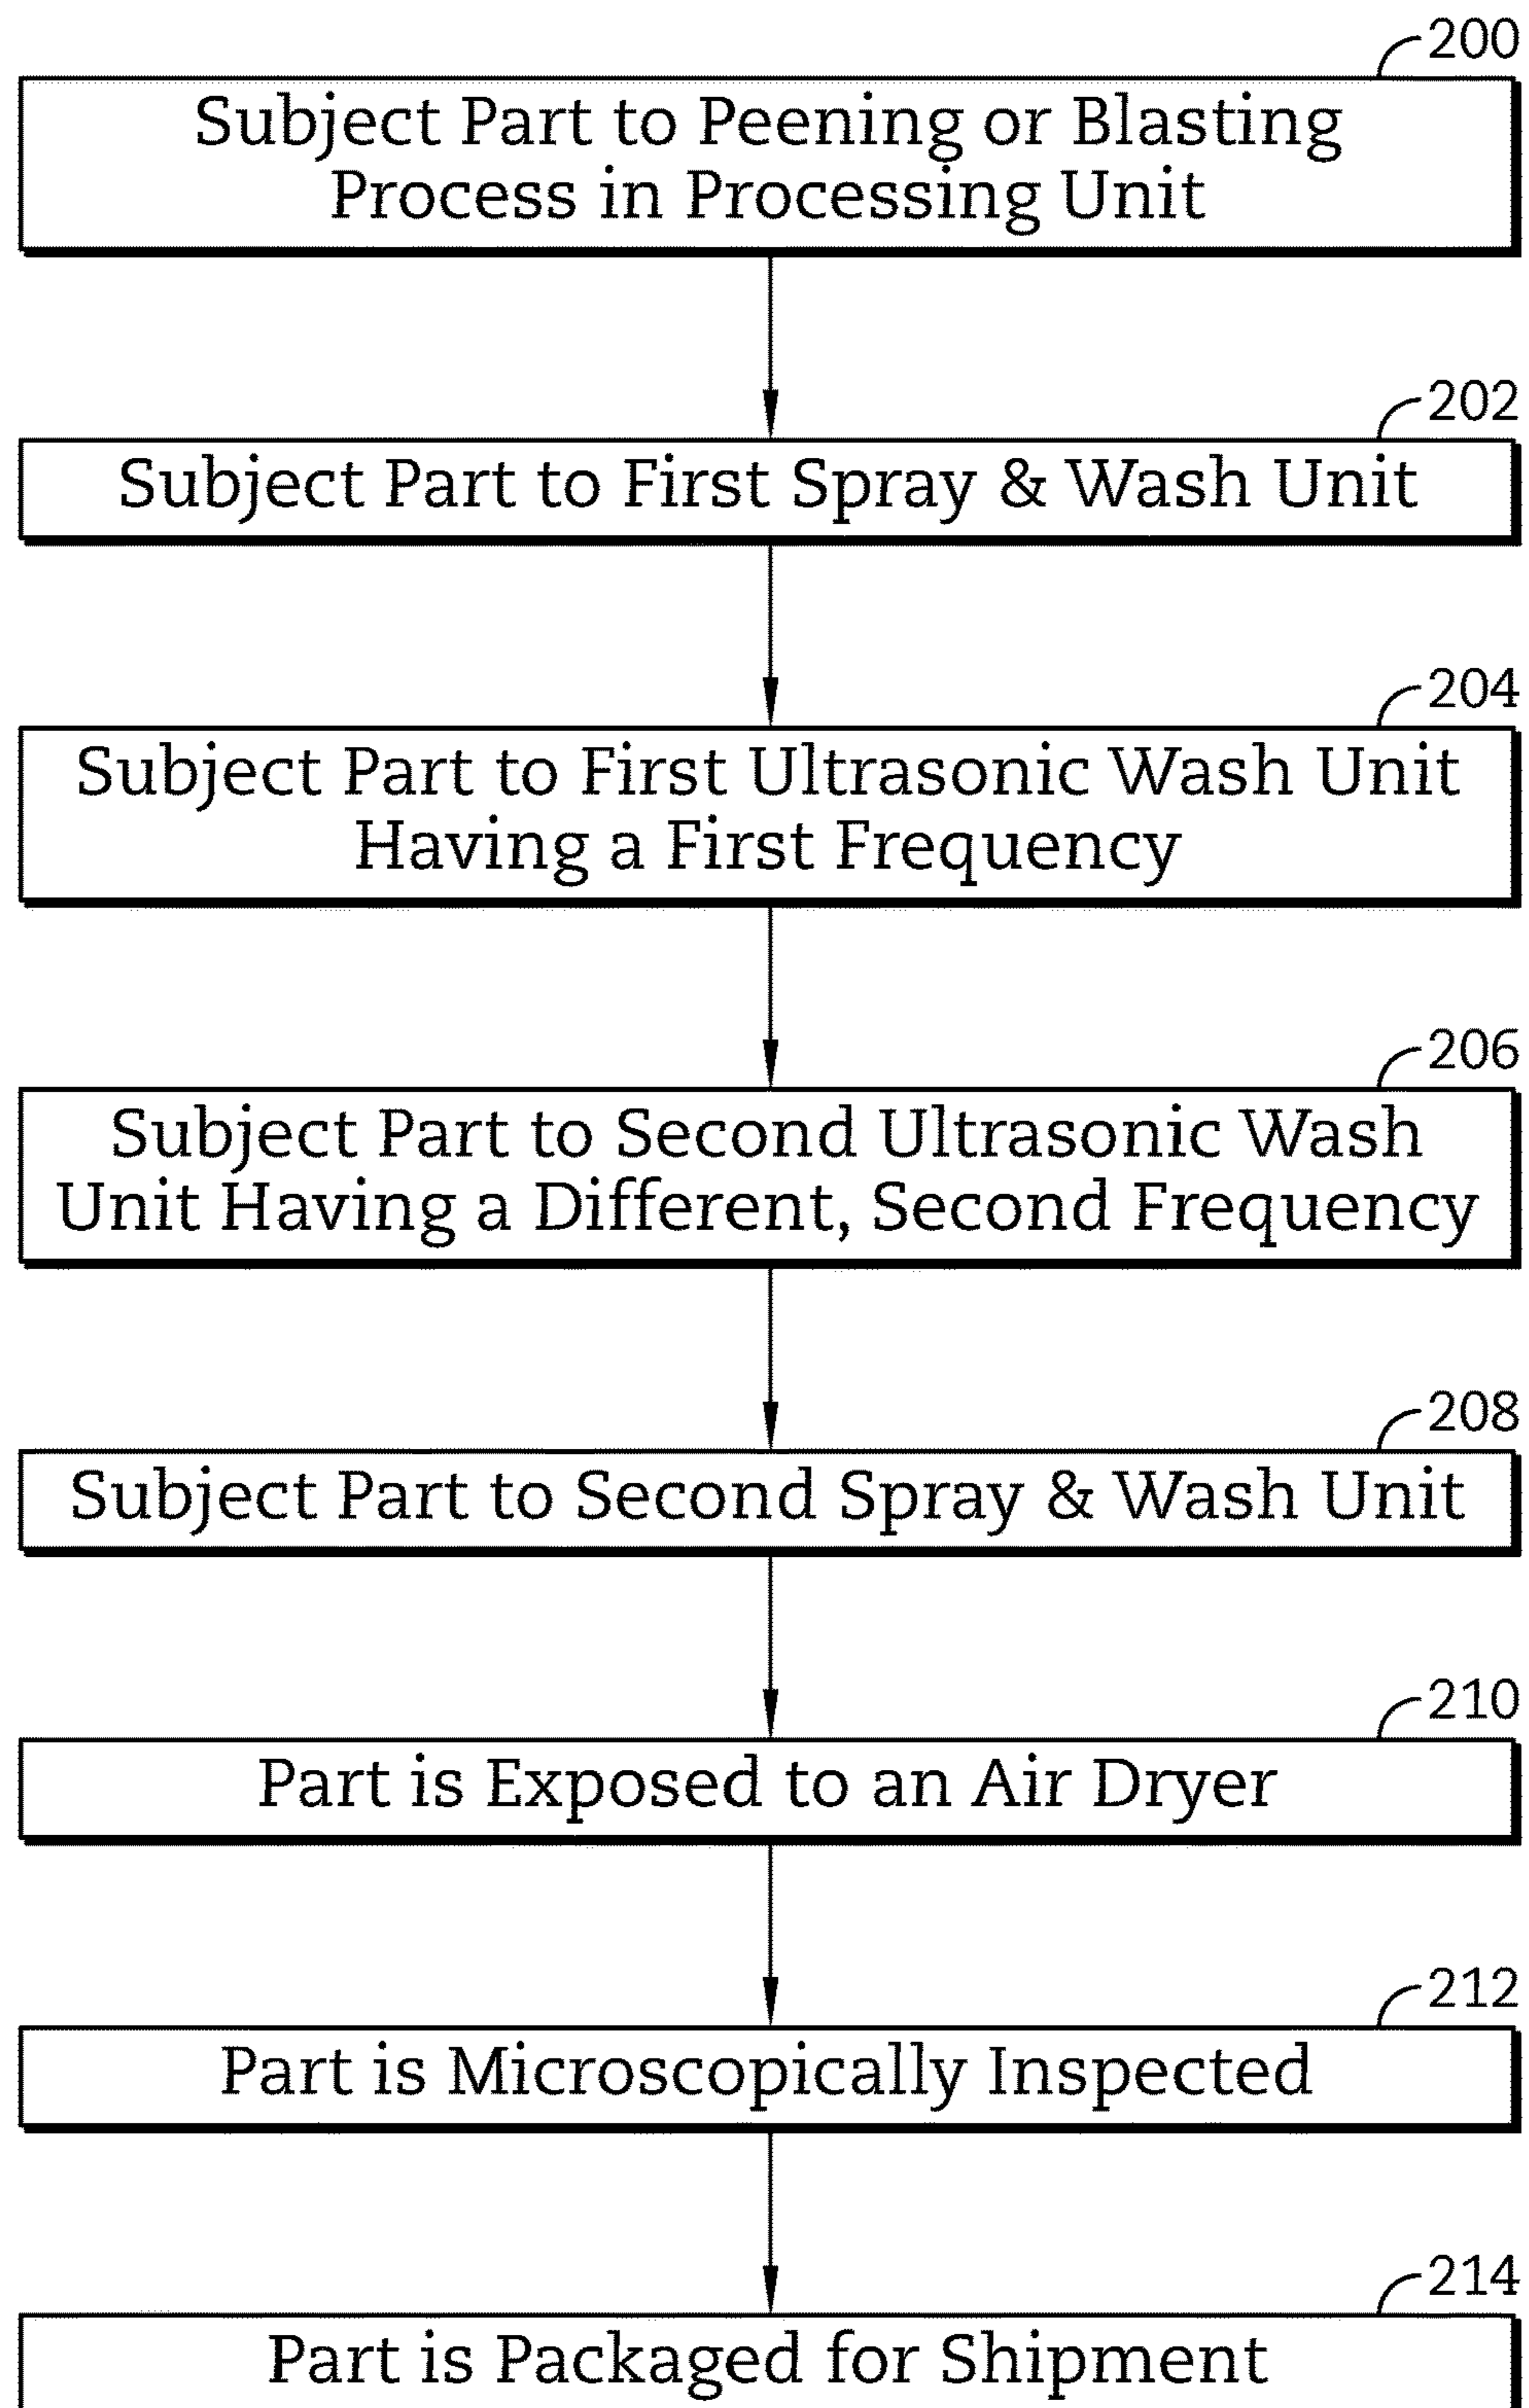 200
Subject Part to Peening or Blasting
Process in Processing Unit
202
Subject Part to First Spray & Wash Unit
204
Subject Part to First Ultrasonic Wash Unit
Having a First Frequency
206
Subject Part to Second Ultrasonic Wash
Unit Having a Different, Second Frequency
208
Subject Part to Second Spray & Wash Unit
210
Part is Exposed to an Air Dryer
212
Part is Microscopically Inspected
214
Part is Packaged for Shipment